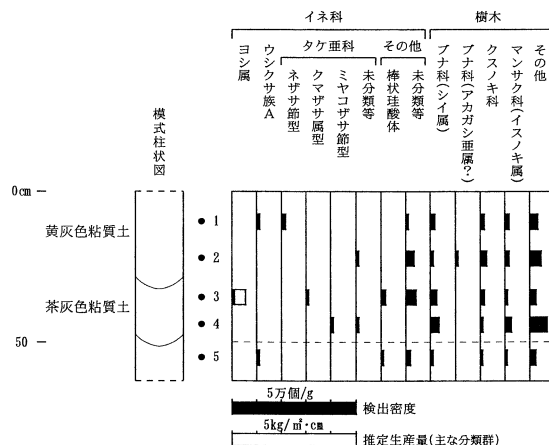 イネ科
樹木
タケ亜科
その他
ヨシ属
ウシクサ族A
ネザサ節型
クマザサ属型
ミヤコザサ節型
未分類等
棒状珪酸体
未分類等
ブナ科(シイ属)
ブナ科(アカガシ亜属?)
クスノキ科
マンサク科(イスノキ属)
その他
模式柱状図
0cm
黄灰色粘質土
茶灰色粘質土
50
1
2
3
4
5
5万個/g
検出密度
5kg/㎡・cm
推定生産量(主な分類群)